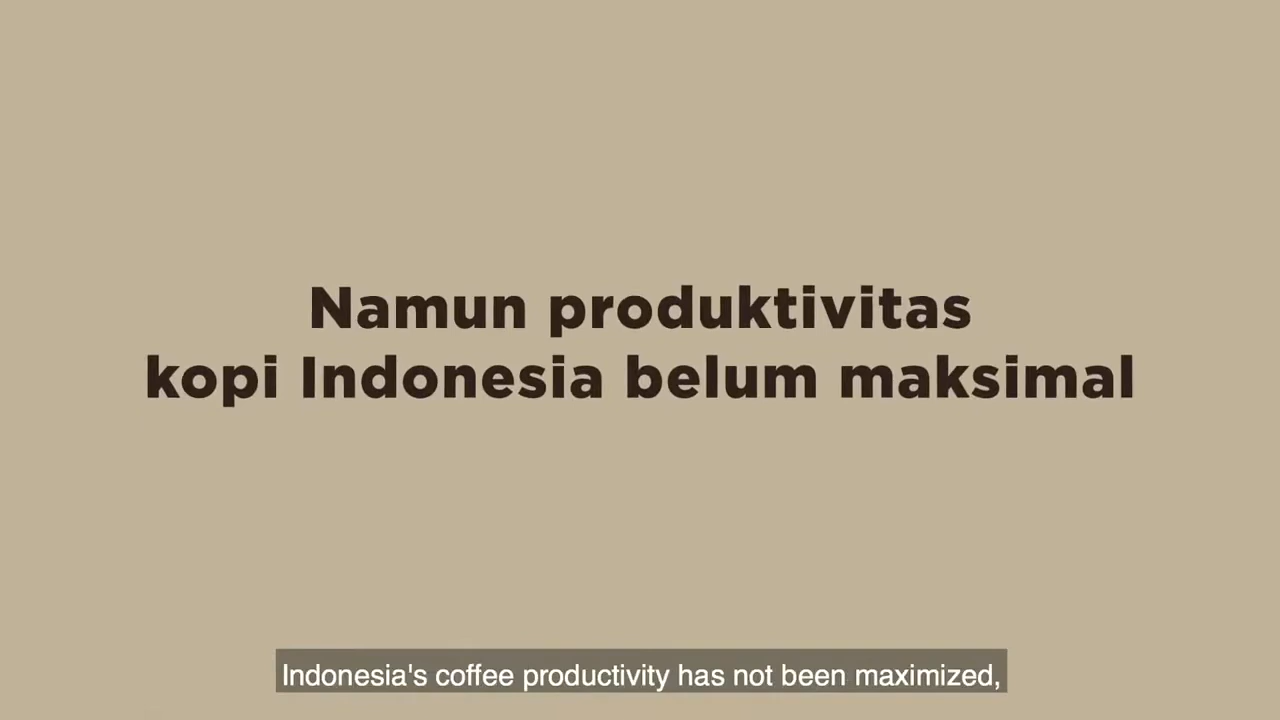 Namun produktivitas
kopi Indonesia belum maksimal
Indonesia's coffee productivity has not been maximized,